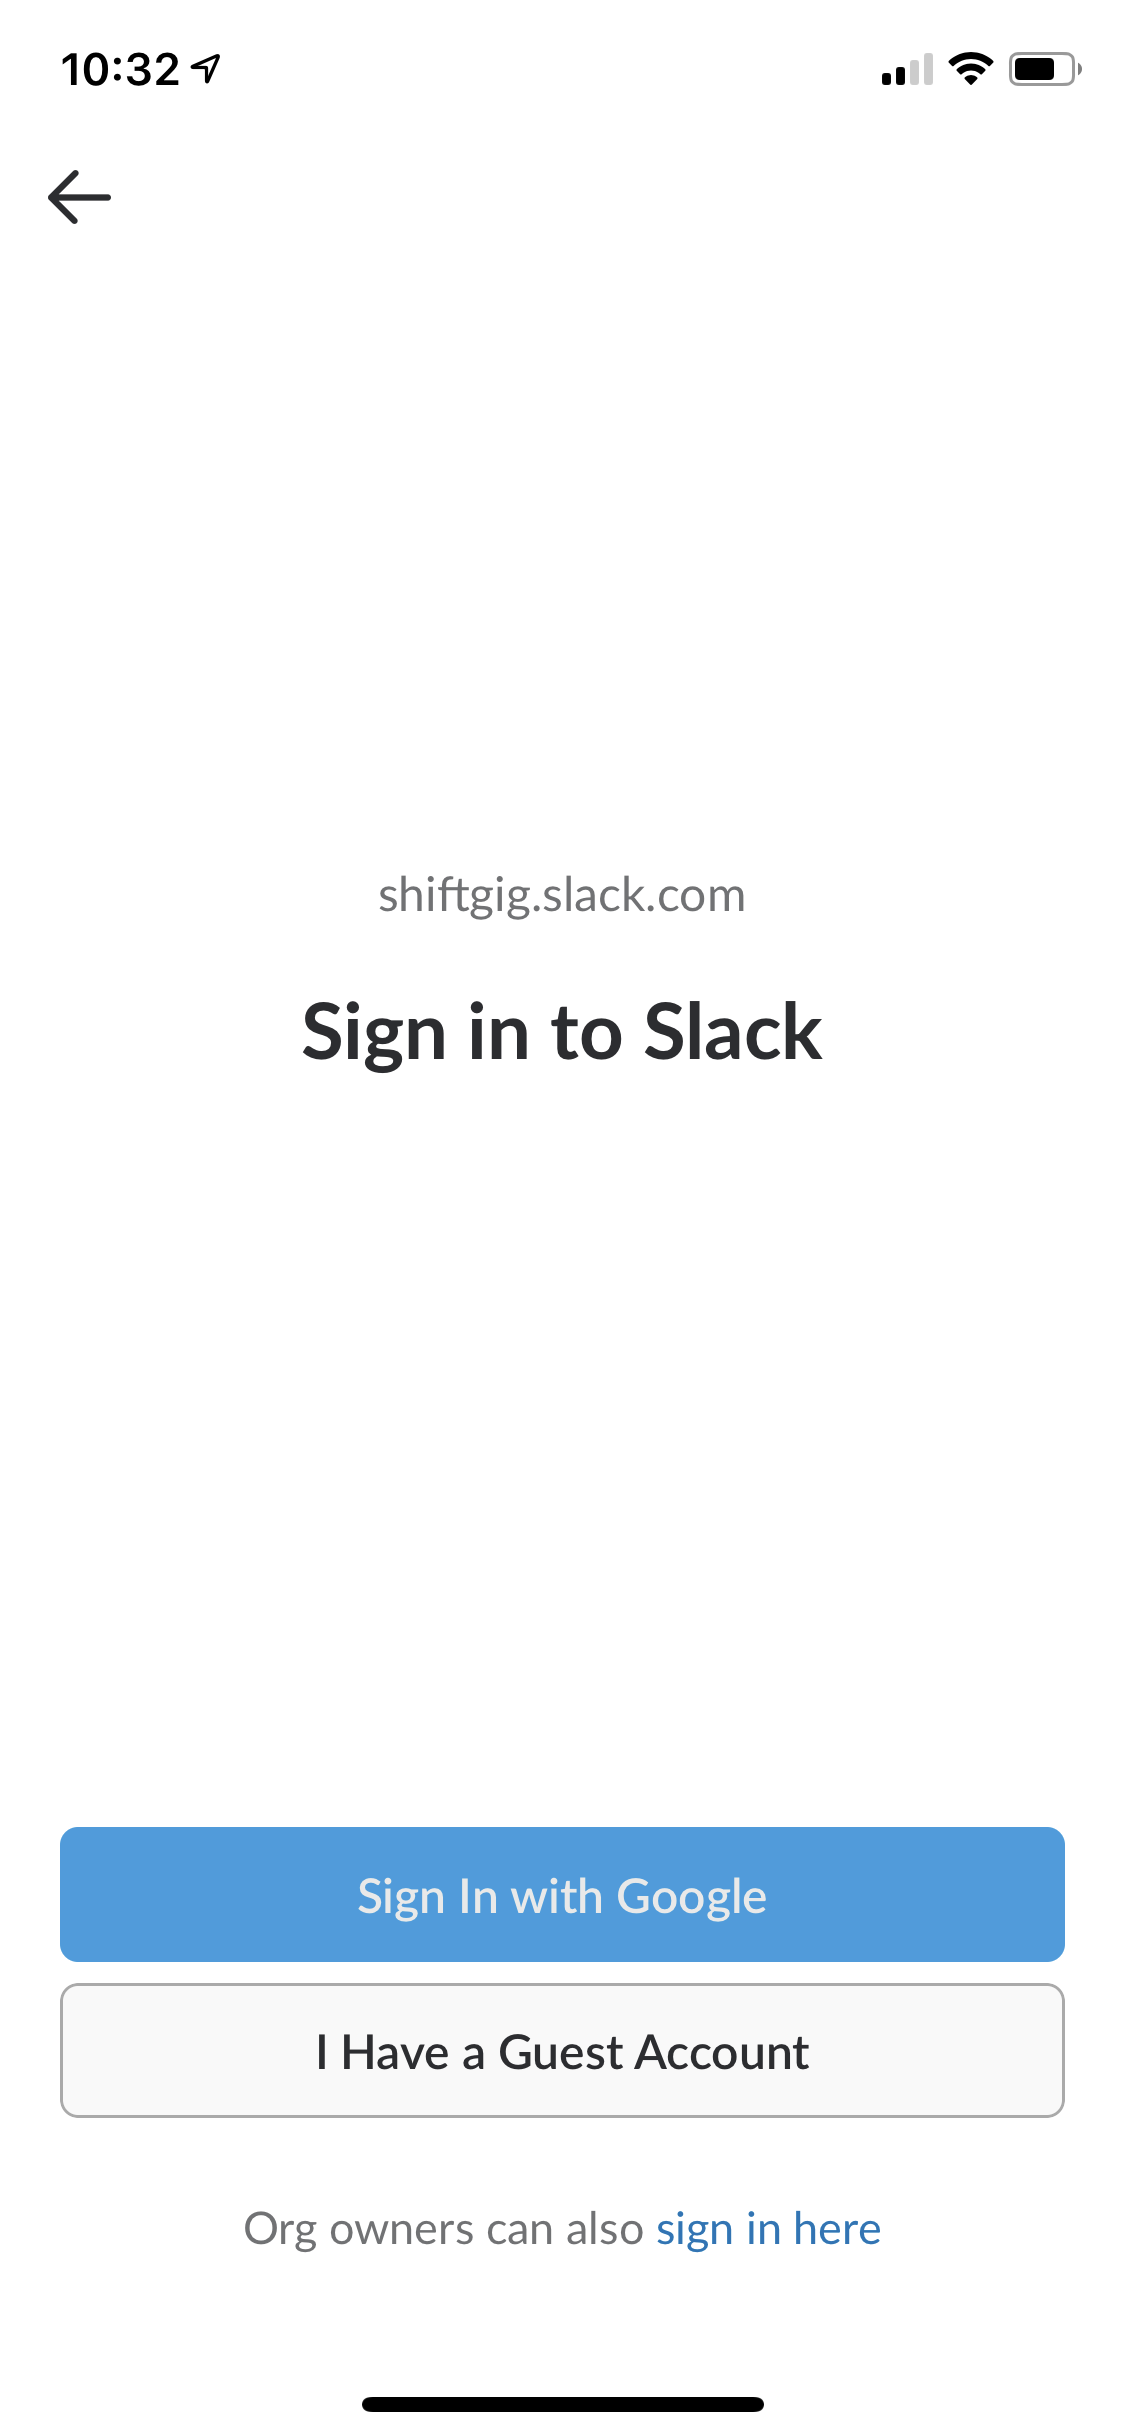 10:32
shiftgig.slack.com
Sign in to Slack
Sign In with Google
I Have a Guest Account
Org owners can also sign in here